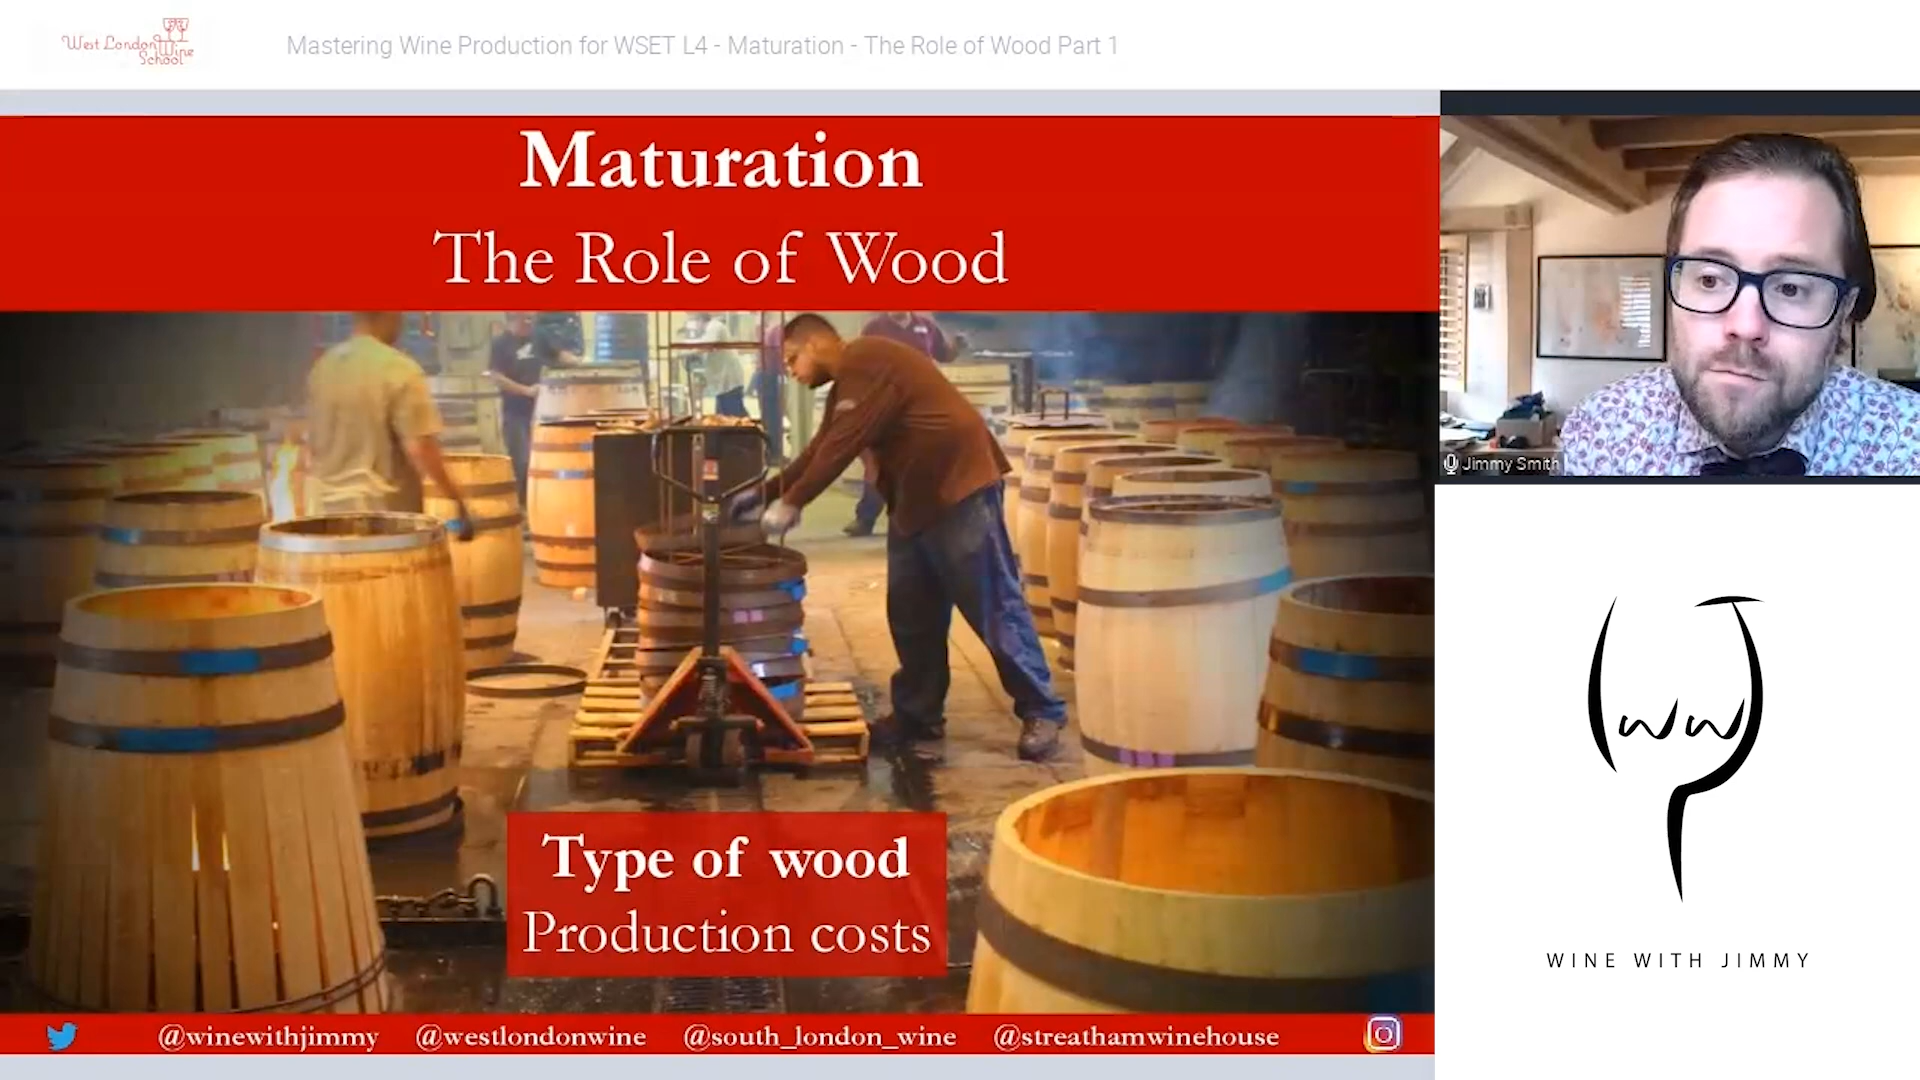 West London Wine School
Mastering Wine Production for WSET L4 - Maturation - The Role of Wood Part 1
Maturation
The Role of Wood
Jimmy Smith
Type of wood
Production costs
WW
WINE WITH JIMMY
@winewithjimmy @westlondonwine @south_london_wine @streathamwinehouse